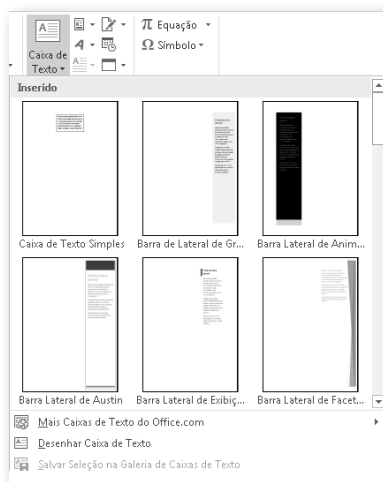 π Equação
Caixa de Texto
Ω Símbolo
Inserido
Caixa de Texto Simples
Barra de Lateral de Gr...
Barra Lateral de Anim...
Barra Lateral de Austin
Barra Lateral de Exibiç...
Barra Lateral de Facet...
Mais Caixas de Texto do Office.com
Desenhar Caixa de Texto
Salvar Seleção na Galeria de Caixas de Texto